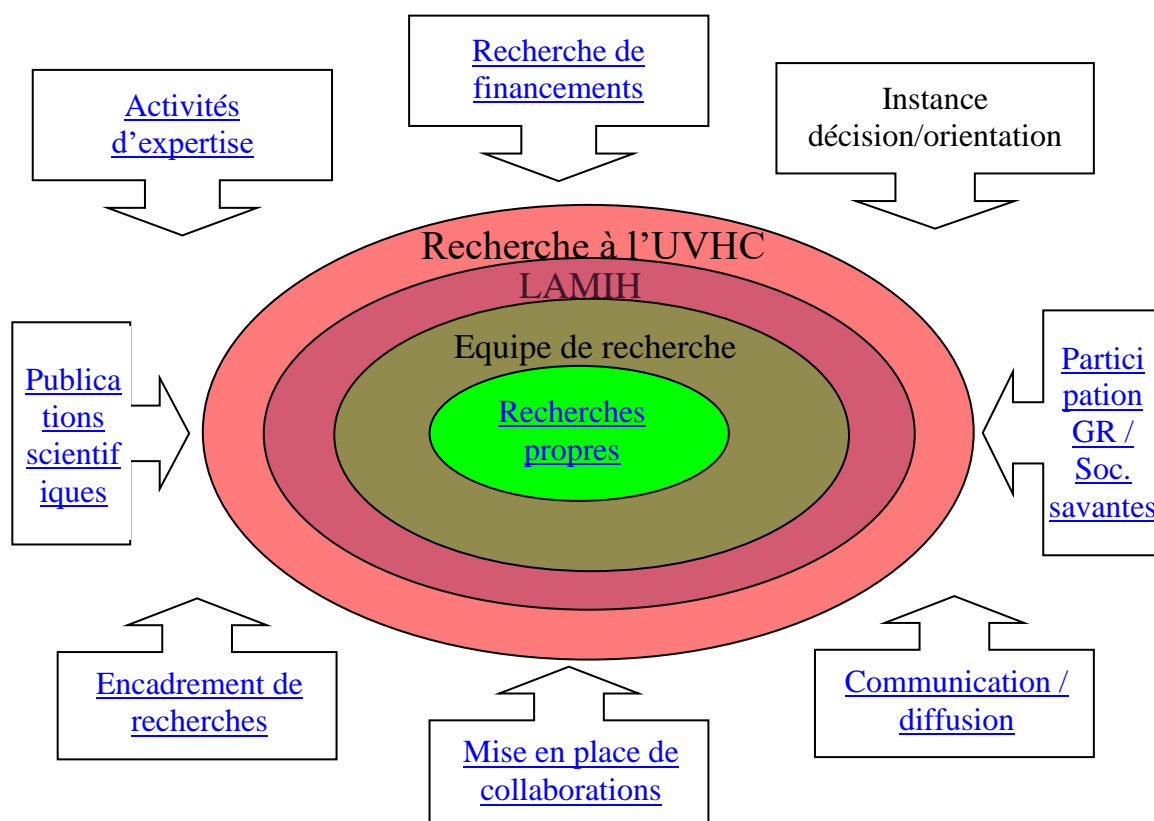 Recherche de
financements
Activités
d’expertise
Instance
décision/orientation
Recherche à l’UVHC
LAMIH
Equipe de recherche
Recherches
propres
Publica
tions
scientif
iques
Partici
pation
GR /
Soc.
savantes
Encadrement de
recherches
Mise en place de
collaborations
Communication /
diffusion